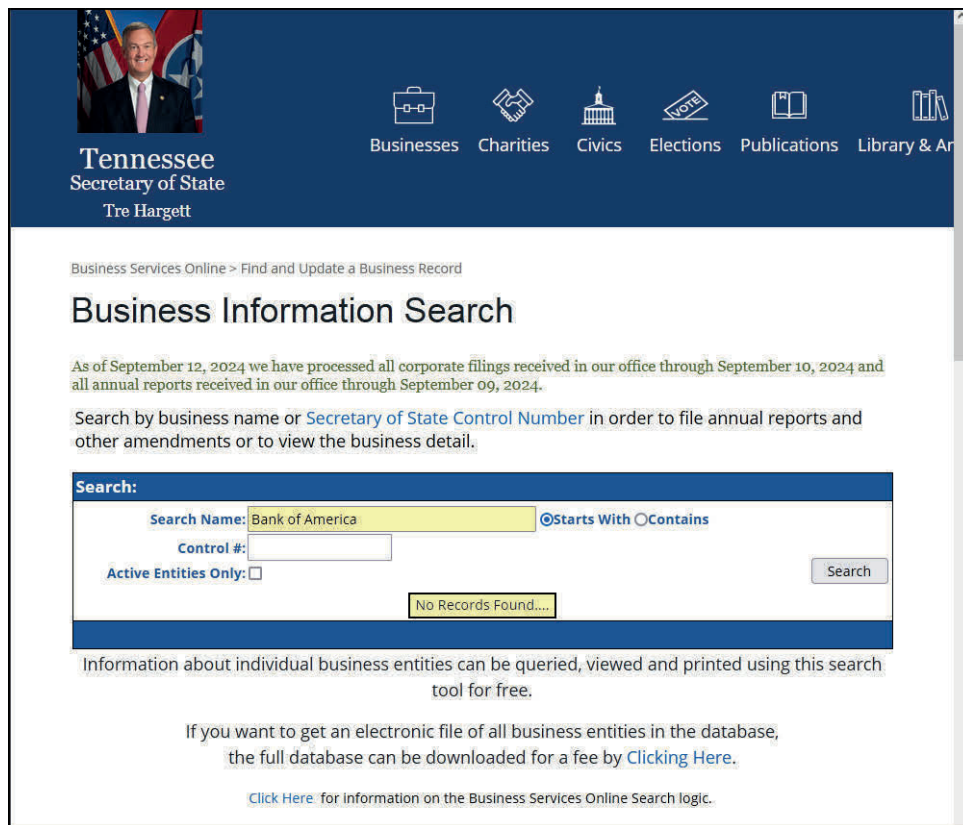 VOTE
Businesses Charities Civics Elections Publications Library & Ar
Tennessee
Secretary of State
Tre Hargett
Business Services Online > Find and Update a Business Record
Business Information Search
As of September 12, 2024 we have processed all corporate filings received in our office through September 10, 2024 and
all annual reports received in our office through September 09, 2024.
Search by business name or Secretary of State Control Number in order to file annual reports and
other amendments or to view the business detail.
Search:
Search Name: Bank of America Starts With Contains
Control #:
Active Entities Only:
Search
No Records Found....
Information about individual business entities can be queried, viewed and printed using this search
tool for free.
If you want to get an electronic file of all business entities in the database,
the full database can be downloaded for a fee by Clicking Here.
Click Here for information on the Business Services Online Search logic.